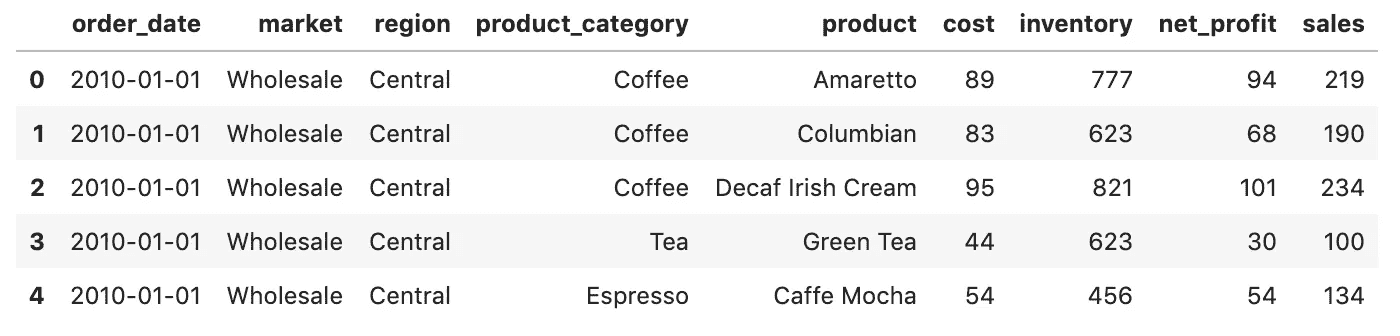 order_date market region product_category product cost inventory net_profit sales
0 2010-01-01 Wholesale Central Coffee Amaretto 89 777 94 219
1 2010-01-01 Wholesale Central Coffee Columbian 83 623 68 190
2 2010-01-01 Wholesale Central Coffee Decaf Irish Cream 95 821 101 234
3 2010-01-01 Wholesale Central Tea Green Tea 44 623 30 100
4 2010-01-01 Wholesale Central Espresso Caffe Mocha 54 456 54 134